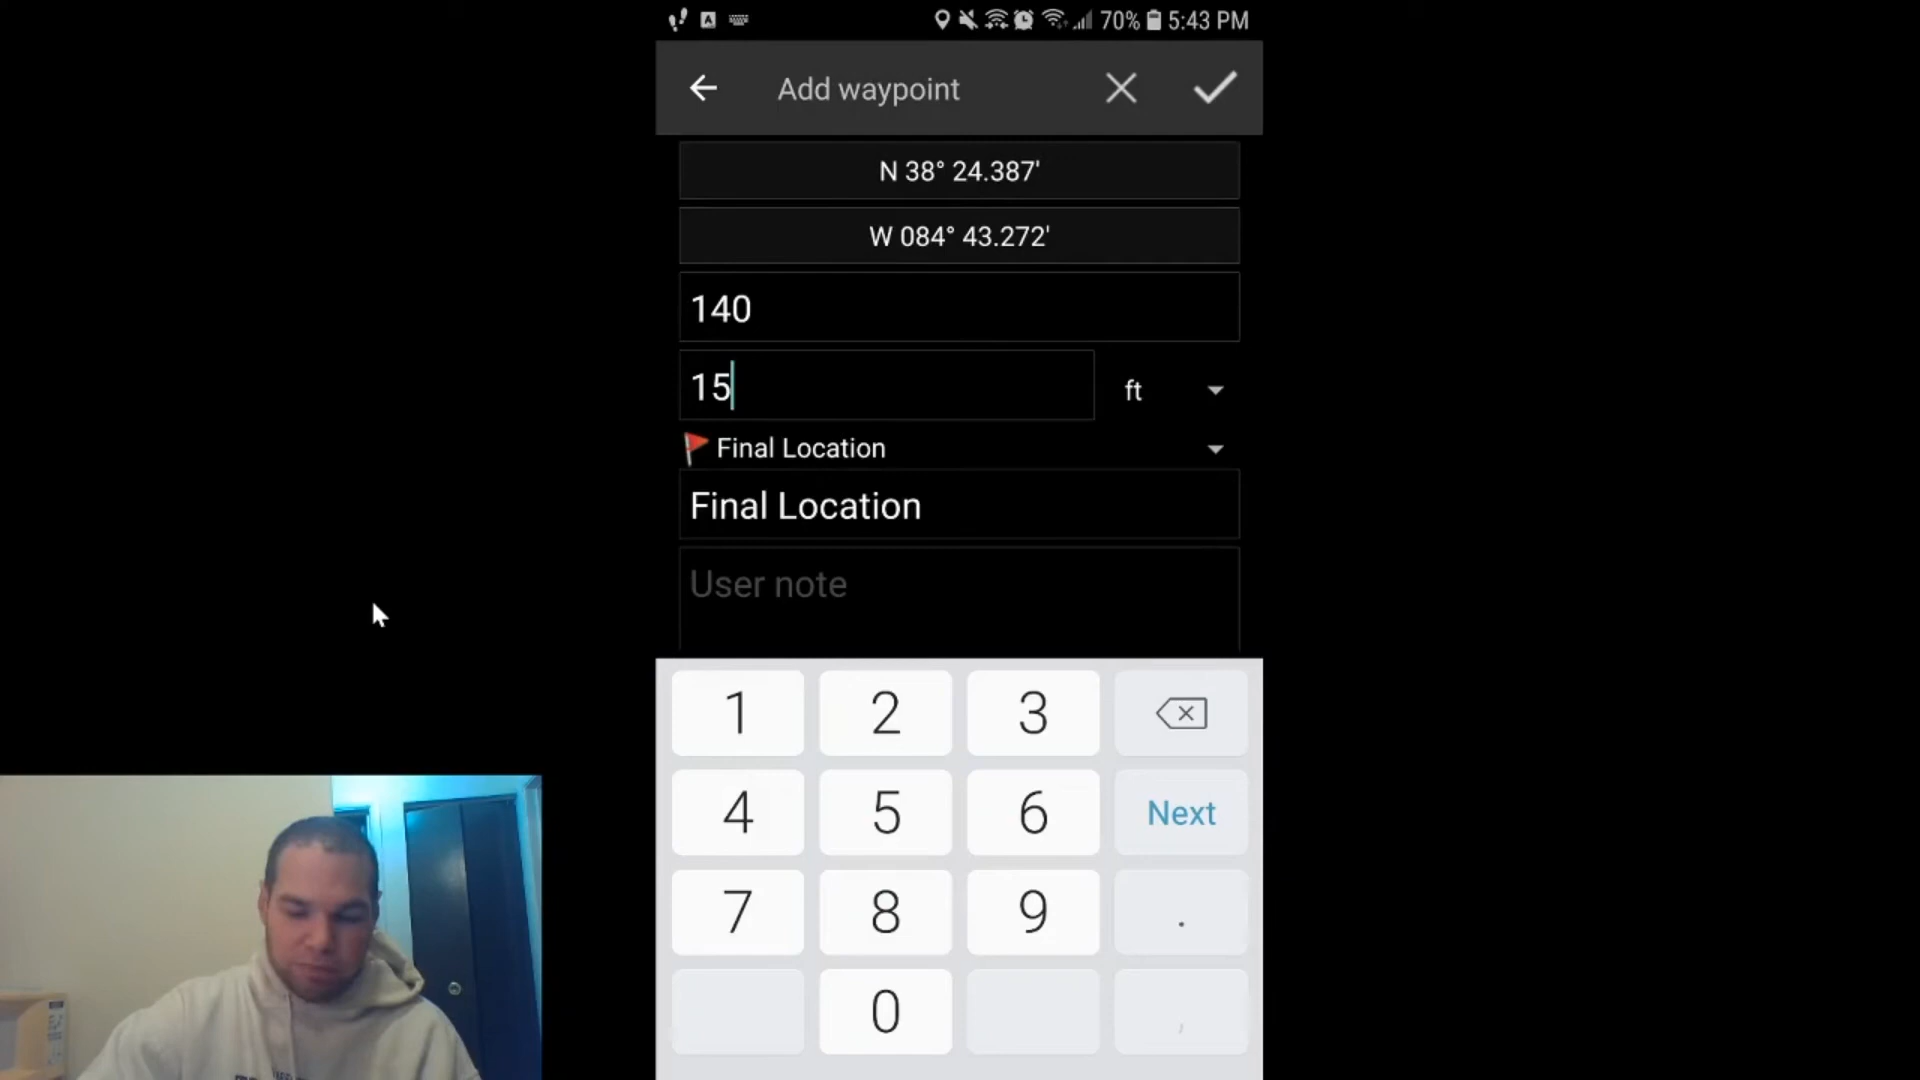 A 70% 5:43 PM
Add waypoint
N 38° 24.387'
W 084° 43.272'
140
15 ft
Final Location
Final Location
User note
1 2 3
4 5 6 Next
7 8 9 .
0 ,